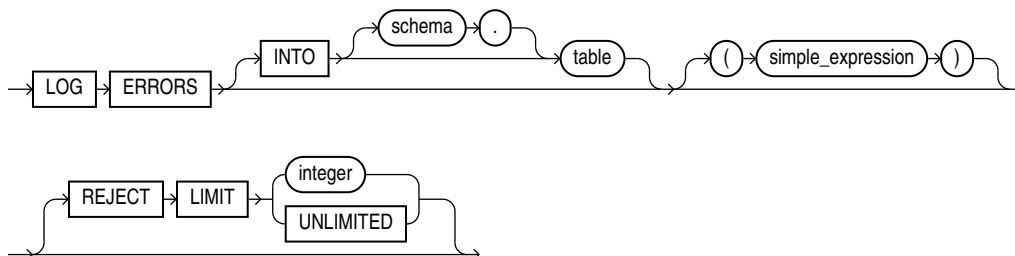 schema .
INTO table ( simple_expression )
LOG ERRORS
integer
REJECT LIMIT
UNLIMITED